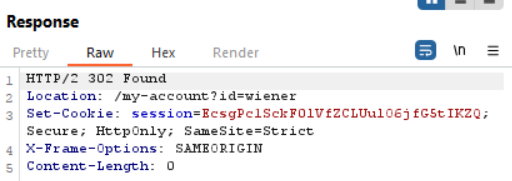 Response
Pretty Raw Hex Render \n
1 HTTP/2 302 Found
2 Location: /my-account?id=wiener
3 Set-Cookie: session=EcsgPclSckFOlVfZCLUulO6jfG5tIKZQ;
Secure; HttpOnly; SameSite=Strict
4 X-Frame-Options: SAMEORIGIN
5 Content-Length: 0